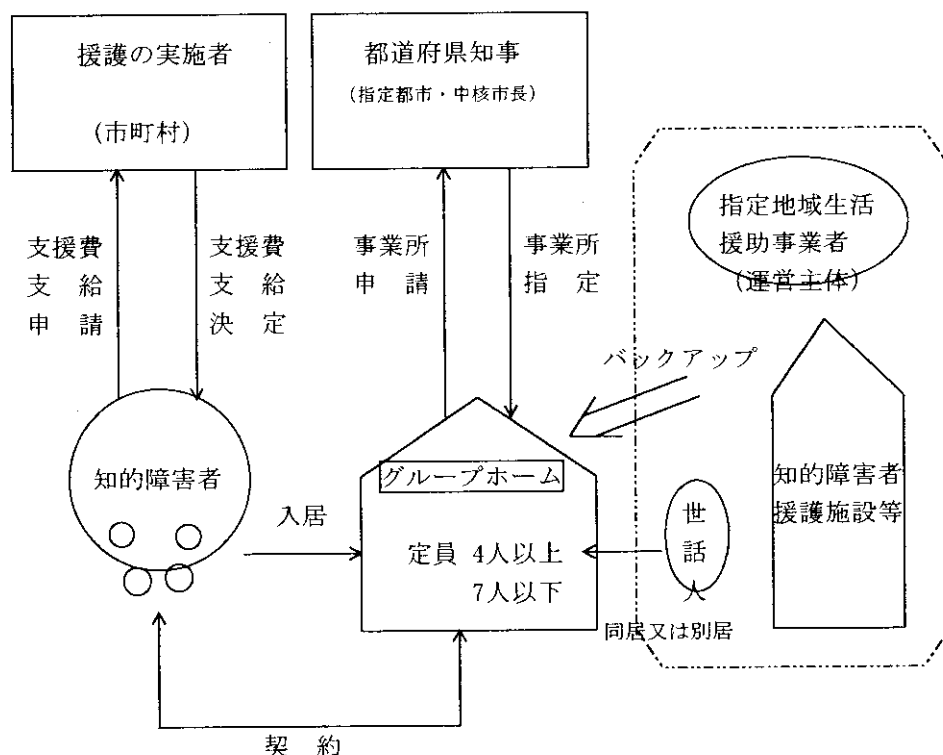 援護の実施者
(市町村)
都道府県知事
(指定都市・中核市長)
指定地域生活
援助事業者
(運営主体)
支援費
支給
申請
支援費
支給
決定
事業所
申請
事業所
指定
バックアップ
知的障害者
グループホーム
知的障害者
援護施設等
世
話
人
入居
定員 4人以上
7人以下
同居又は別居
契約